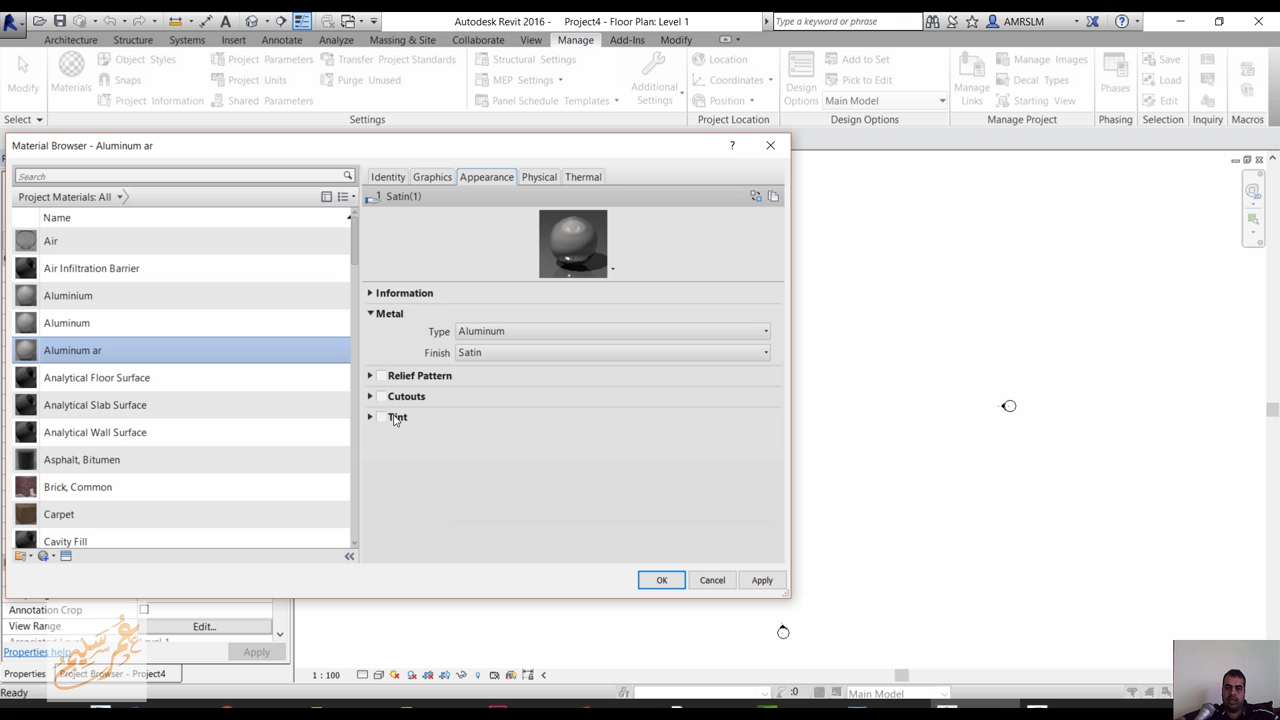 Autodesk Revit 2016 -    Project4 - Floor Plan: Level 1
Type a keyword or phrase
AMRSLM
Architecture Structure Systems Insert Annotate Analyze Massing & Site Collaborate View Manage Add-Ins Modify
Modify
Materials
Object Styles
Snaps
Project Information
Project Parameters
Project Units
Shared Parameters
Transfer Project Standards
Purge Unused
Structural Settings
MEP Settings
Panel Schedule Templates
Additional
Settings
Location
Coordinates
Position
Design
Options
Add to Set
Pick to Edit
Main Model
Manage
Links
Manage Images
Decal Types
Starting View
Phases
Save
Load
Edit
Select
Settings
Project Location
Design Options
Manage Project
Phasing
Selection
Inquiry
Macros
Material Browser - Aluminum ar
?
Search
Project Materials: All
Name
Air
Air Infiltration Barrier
Aluminium
Aluminum
Aluminum ar
Analytical Floor Surface
Analytical Slab Surface
Analytical Wall Surface
Asphalt, Bitumen
Brick, Common
Carpet
Cavity Fill
Identity Graphics Appearance Physical Thermal
Satin(1)
Information
Metal
Type Aluminum
Finish Satin
Relief Pattern
Cutouts
Tint
OK Cancel Apply
Annotation Crop
View Range Edit...
Properties help Apply
Properties Project Browser - Project4
1 : 100
Ready
:0
Main Model